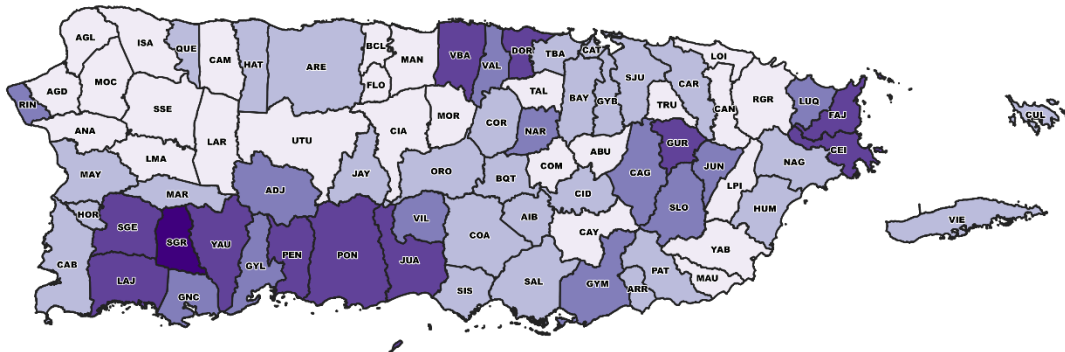 AGL
ISA
QUE
CAM
HAT
ARE
BCL
FLO
MAN
VBA
VAL
DOR
TBA
CAT
SJU
LOI
MOC
AGD
RIN
SSE
TAL
BAY
GYB
CAR
TRU
CAN
RGR
LUQ
FAJ
CUL
ANA
LAR
UTU
CIA
MOR
COR
NAR
CEI
LMA
MAY
MAR
ADJ
JAY
ORO
BQT
COM
ABU
CAG
GUR
JUN
NAG
LPI
HUM
CID
SLO
HOR
SGE
SGR
YAU
GYL
PEN
PON
JUA
VIL
COA
AIB
CAY
YAB
VIE
CAB
LAJ
GNC
SIS
SAL
GYM
ARR
PAT
MAU